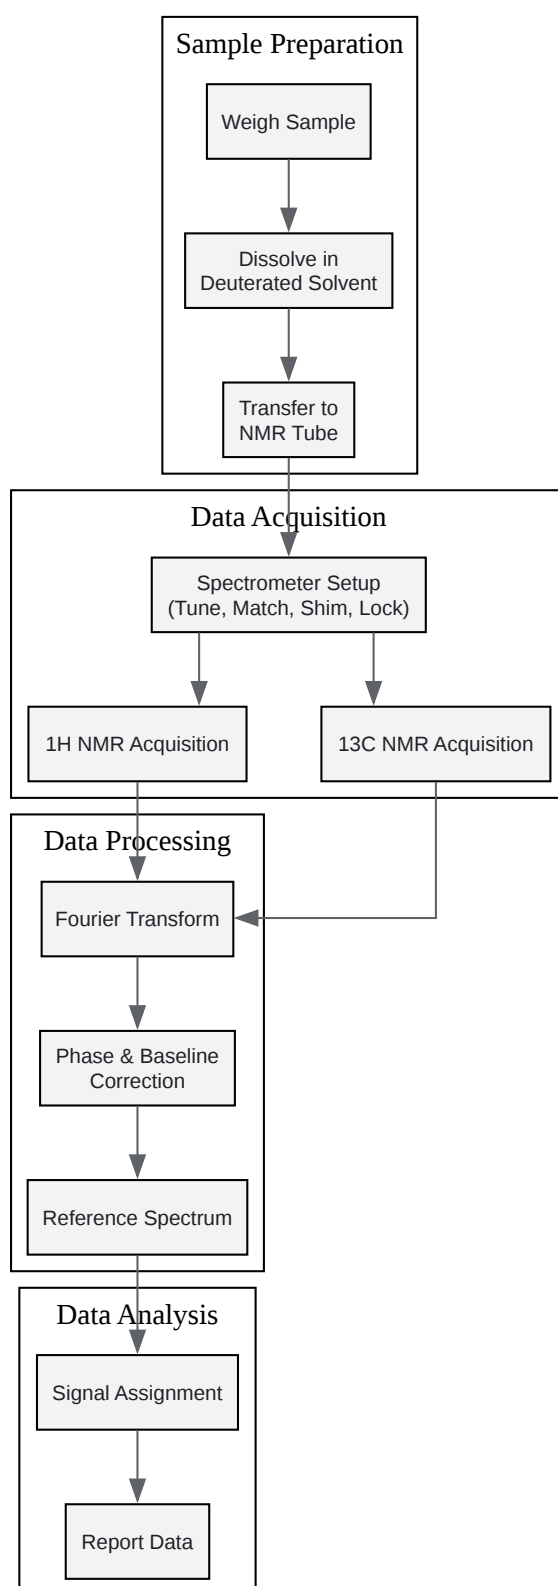 Sample Preparation
Weigh Sample
Dissolve in
Deuterated Solvent
Transfer to
NMR Tube
Data Acquisition
Spectrometer Setup
(Tune, Match, Shim, Lock)
1H NMR Acquisition
13C NMR Acquisition
Data Processing
Fourier Transform
Phase & Baseline
Correction
Reference Spectrum
Data Analysis
Signal Assignment
Report Data